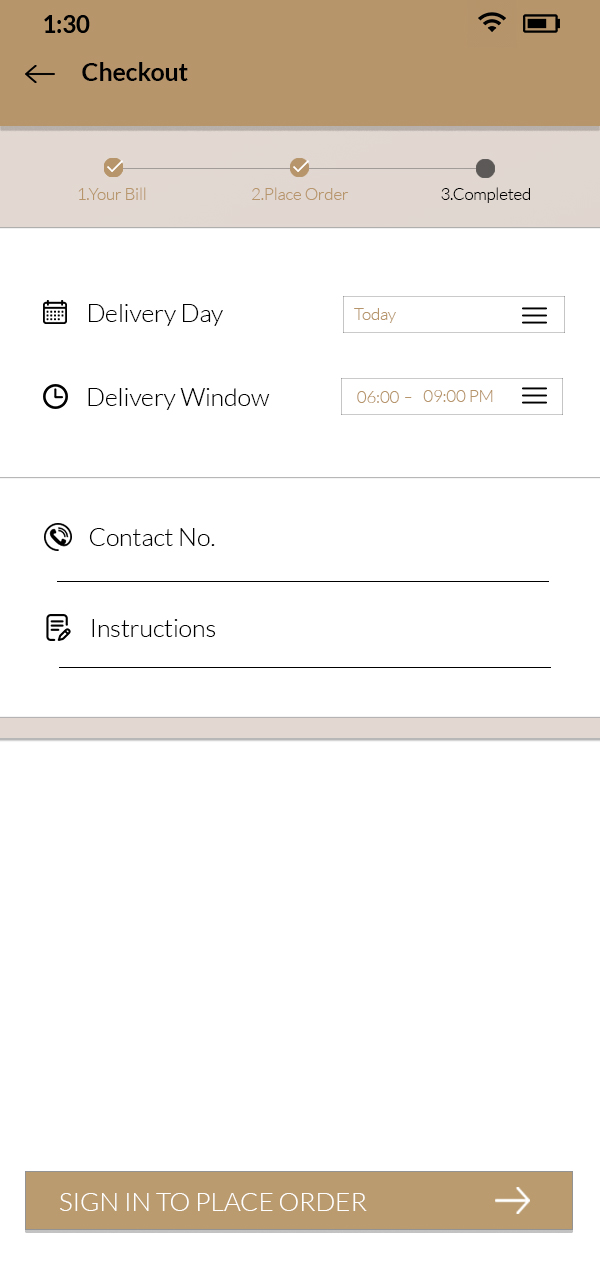 1:30
Checkout
1.Your Bill 2.Place Order 3.Completed
Delivery Day Today
Delivery Window 06:00 – 09:00 PM
Contact No.
Instructions
SIGN IN TO PLACE ORDER